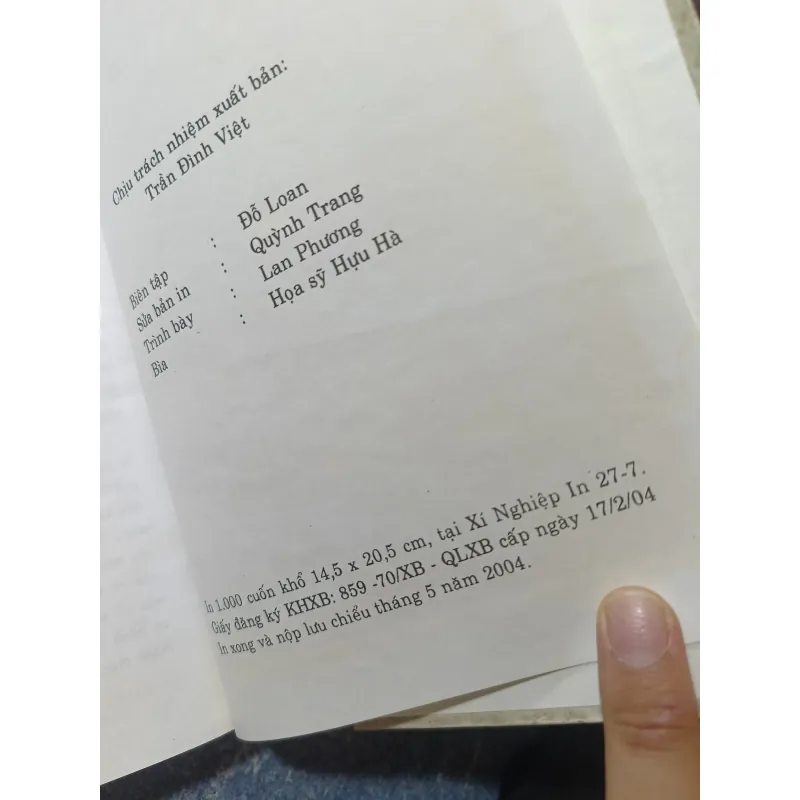 Chịu trách nhiệm xuất bản:
Trần Đình Việt
Biên tập : Đỗ Loan
Sửa bản in : Quỳnh Trang
Trình bày : Lan Phương
Bìa : Họa sỹ Hựu Hà
In 1.000 cuốn khổ 14,5 x 20,5 cm, tại Xí Nghiệp In 27-7.
Giấy đăng ký KHXB: 859 -70/XB - QLXB cấp ngày 17/2/04
In xong và nộp lưu chiểu tháng 5 năm 2004.